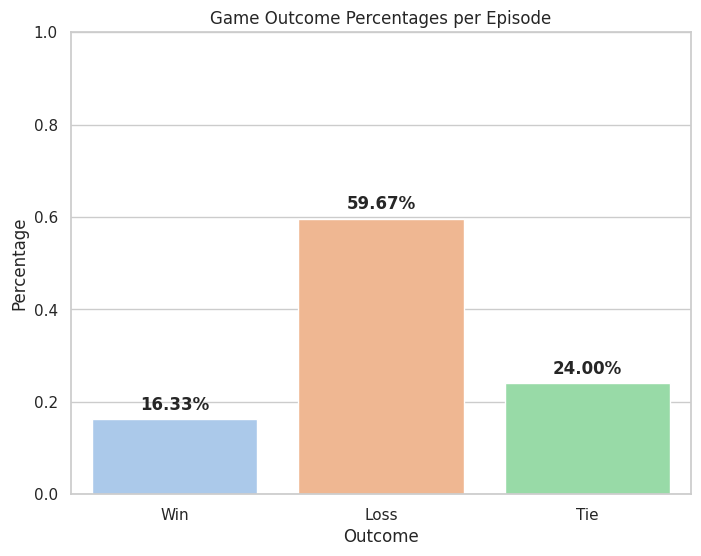 Game Outcome Percentages per Episode
1.0
0.8
0.6
0.4
0.2
0.0
Percentage
16.33%
59.67%
24.00%
Win
Loss
Tie
Outcome